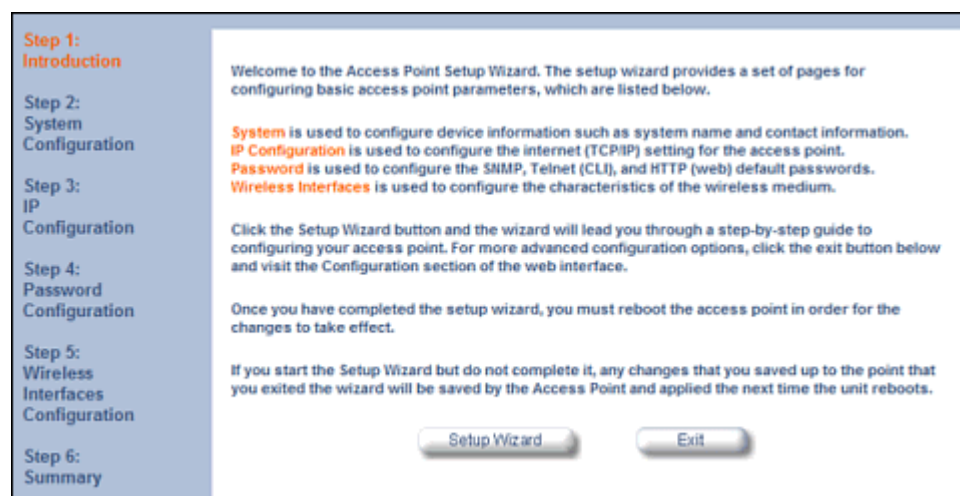 Step 1:
Introduction
Step 2:
System
Configuration
Step 3:
IP
Configuration
Step 4:
Password
Configuration
Step 5:
Wireless
Interfaces
Configuration
Step 6:
Summary
Welcome to the Access Point Setup Wizard. The setup wizard provides a set of pages for
configuring basic access point parameters, which are listed below.
System is used to configure device information such as system name and contact information.
IP Configuration is used to configure the internet (TCP/IP) setting for the access point.
Password is used to configure the SNMP, Telnet (CLI), and HTTP (web) default passwords.
Wireless Interfaces is used to configure the characteristics of the wireless medium.
Click the Setup Wizard button and the wizard will lead you through a step-by-step guide to
configuring your access point. For more advanced configuration options, click the exit button below
and visit the Configuration section of the web interface.
Once you have completed the setup wizard, you must reboot the access point in order for the
changes to take effect.
If you start the Setup Wizard but do not complete it, any changes that you saved up to the point that
you exited the wizard will be saved by the Access Point and applied the next time the unit reboots.
Setup Wizard
Exit